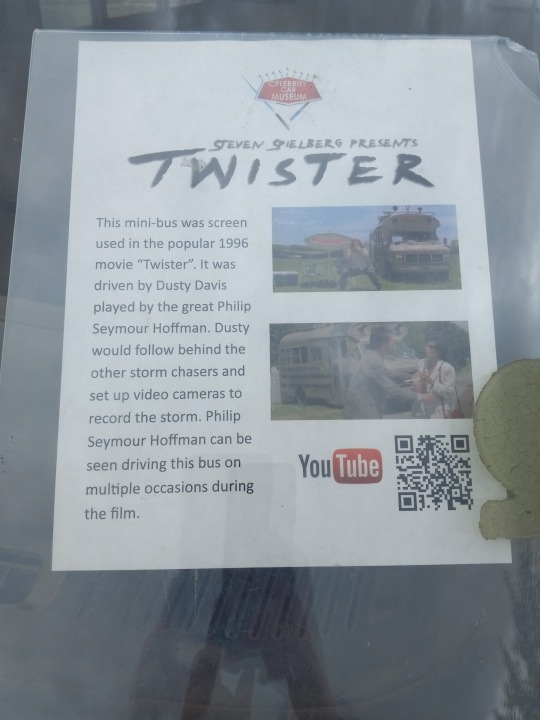 CELEBRITY
CAR
MUSEUM
STEVEN SPIELBERG PRESENTS
TWISTER
This mini-bus was screen
used in the popular 1996
movie “Twister”. It was
driven by Dusty Davis
played by the great Philip
Seymour Hoffman. Dusty
would follow behind the
other storm chasers and
set up video cameras to
record the storm. Philip
Seymour Hoffman can be
seen driving this bus on
multiple occasions during
the film.
YouTube